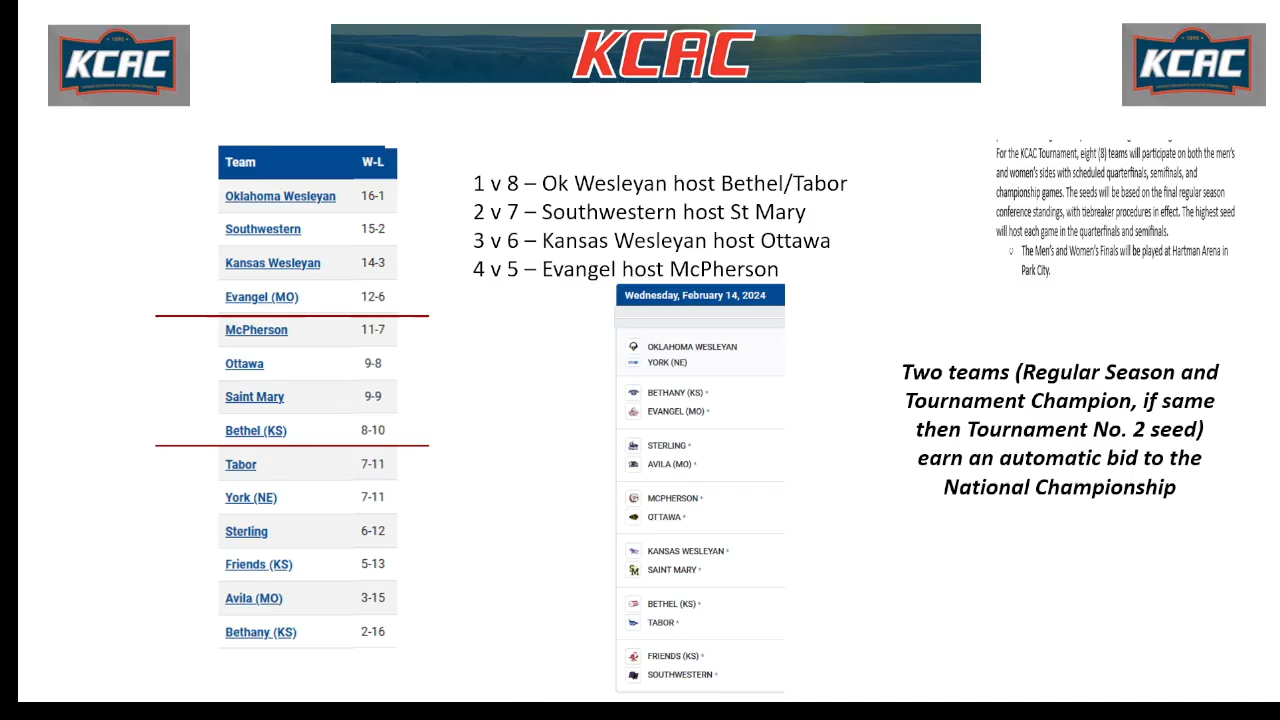 1890
KCAC
KCAC
1890
KCAC
Team W-L
Oklahoma Wesleyan 16-1
Southwestern 15-2
Kansas Wesleyan 14-3
Evangel (MO) 12-6
McPherson 11-7
Ottawa 9-8
Saint Mary 9-9
Bethel (KS) 8-10
Tabor 7-11
York (NE) 7-11
Sterling 6-12
Friends (KS) 5-13
Avila (MO) 3-15
Bethany (KS) 2-16
1 v 8 – Ok Wesleyan host Bethel/Tabor
2 v 7 – Southwestern host St Mary
3 v 6 – Kansas Wesleyan host Ottawa
4 v 5 – Evangel host McPherson
Wednesday, February 14, 2024
OKLAHOMA WESLEYAN
YORK (NE)
BETHANY (KS) *
EVANGEL (MO) *
STERLING *
AVILA (MO) *
MCPHERSON *
OTTAWA *
KANSAS WESLEYAN *
SAINT MARY *
BETHEL (KS) *
TABOR *
FRIENDS (KS) *
SOUTHWESTERN *
For the KCAC Tournament, eight (8) teams will participate on both the men's
and women's sides with scheduled quarterfinals, semifinals, and
championship games. The seeds will be based on the final regular season
conference standings, with tiebreaker procedures in effect. The highest seed
will host each game in the quarterfinals and semifinals.
The Men's and Women's Finals will be played at Hartman Arena in
Park City.
Two teams (Regular Season and
Tournament Champion, if same
then Tournament No. 2 seed)
earn an automatic bid to the
National Championship